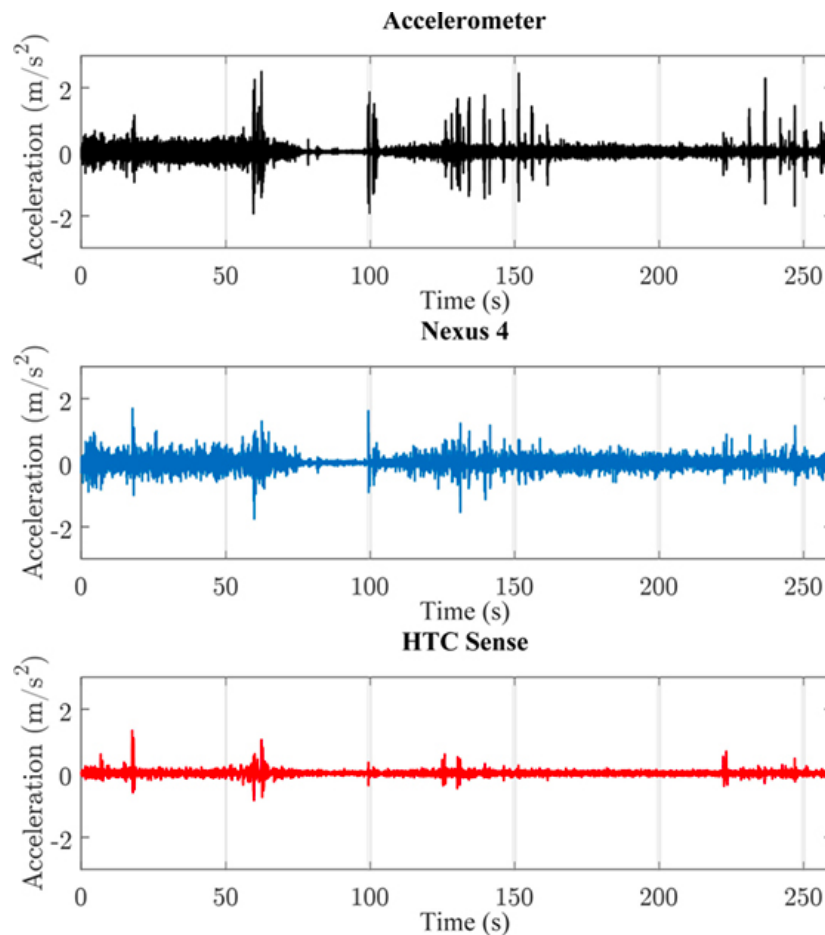 Accelerometer
Acceleration (m/s²)
2
0
-2
0 50 100 150 200 250
Time (s)
Nexus 4
Acceleration (m/s²)
2
0
-2
0 50 100 150 200 250
Time (s)
HTC Sense
Acceleration (m/s²)
2
0
-2
0 50 100 150 200 250
Time (s)